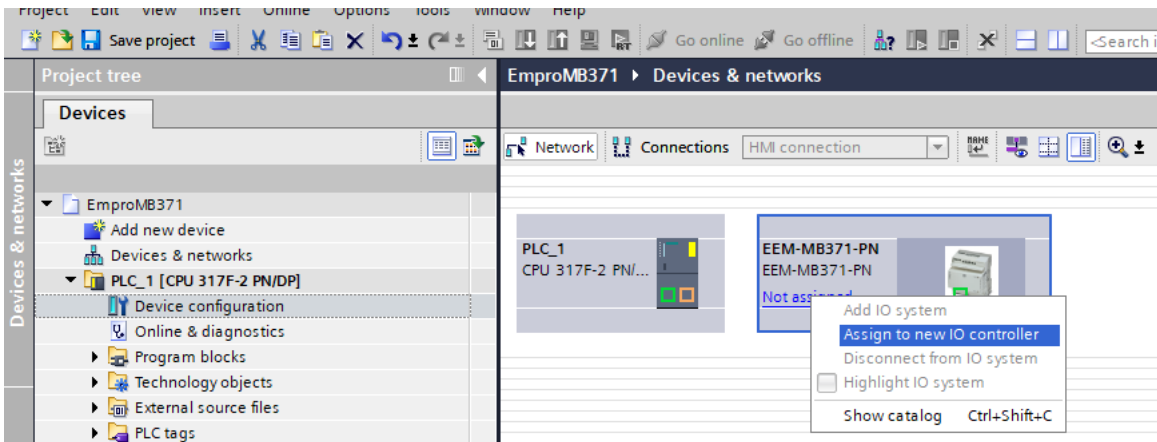 Project Edit View Insert Online Options Tools Window Help
Save project Go online Go offline <Search i
Project tree
EmproMB371 Devices & networks
Devices
Network Connections HMI connection
Devices & networks
EmproMB371
Add new device
Devices & networks
PLC_1 [CPU 317F-2 PN/DP]
Device configuration
Online & diagnostics
Program blocks
Technology objects
External source files
PLC tags
PLC_1
CPU 317F-2 PN/...
EEM-MB371-PN
EEM-MB371-PN
Not assigned
Add IO system
Assign to new IO controller
Disconnect from IO system
Highlight IO system
Show catalog Ctrl+Shift+C